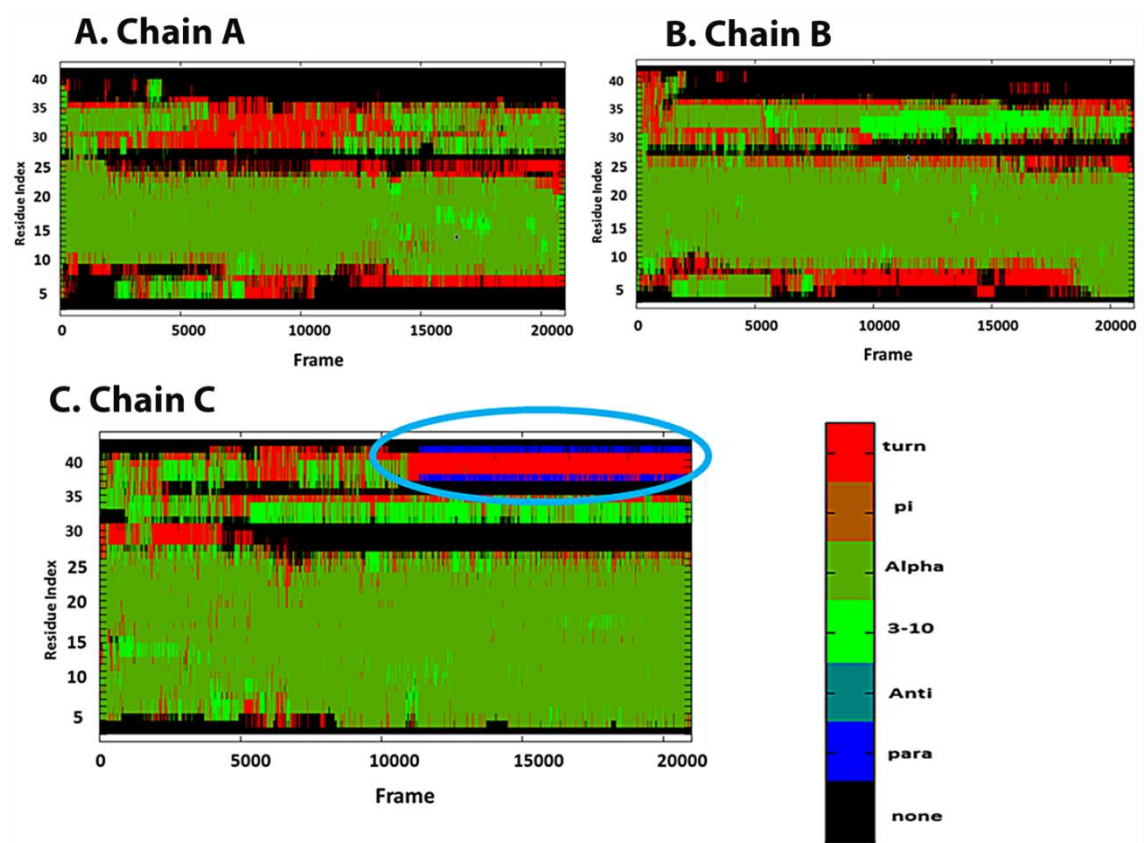 A. Chain A
B. Chain B
40
35
30
25
20
15
10
5
Residue Index
0 5000 10000 15000 20000
Frame
40
35
30
25
20
15
10
5
Residue Index
0 5000 10000 15000 20000
Frame
C. Chain C
40
35
30
25
20
15
10
5
Residue Index
0 5000 10000 15000 20000
Frame
turn
pi
Alpha
3-10
Anti
para
none